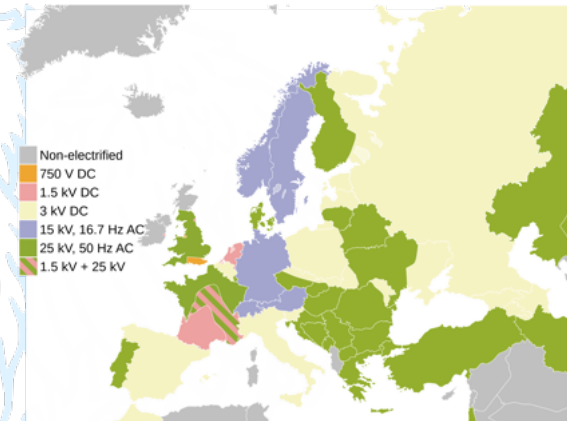 Non-electrified
750 V DC
1.5 kV DC
3 kV DC
15 kV, 16.7 Hz AC
25 kV, 50 Hz AC
1.5 kV + 25 kV